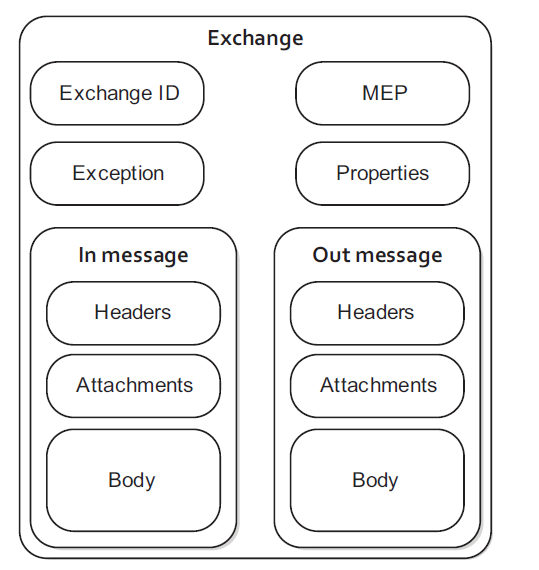 Exchange
Exchange ID
MEP
Exception
Properties
In message
Out message
Headers
Headers
Attachments
Attachments
Body
Body